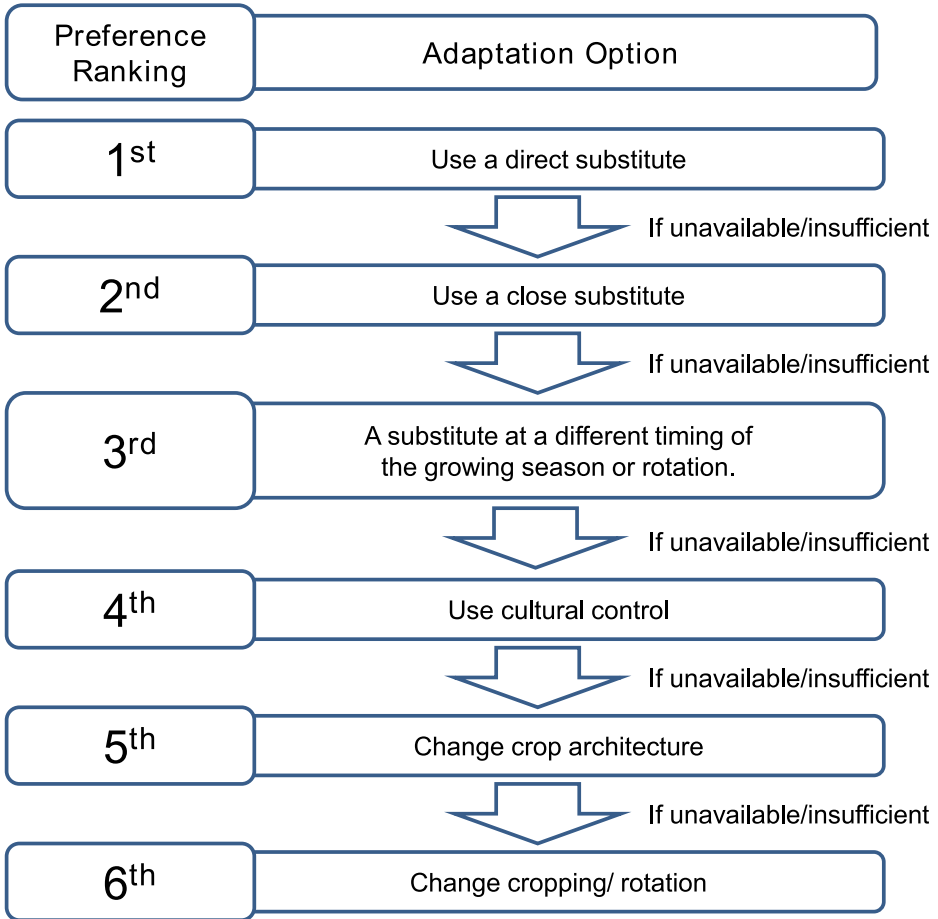 Preference
Ranking
Adaptation Option
1st
Use a direct substitute
If unavailable/insufficient
2nd
Use a close substitute
If unavailable/insufficient
3rd
A substitute at a different timing of
the growing season or rotation.
If unavailable/insufficient
4th
Use cultural control
If unavailable/insufficient
5th
Change crop architecture
If unavailable/insufficient
6th
Change cropping/ rotation